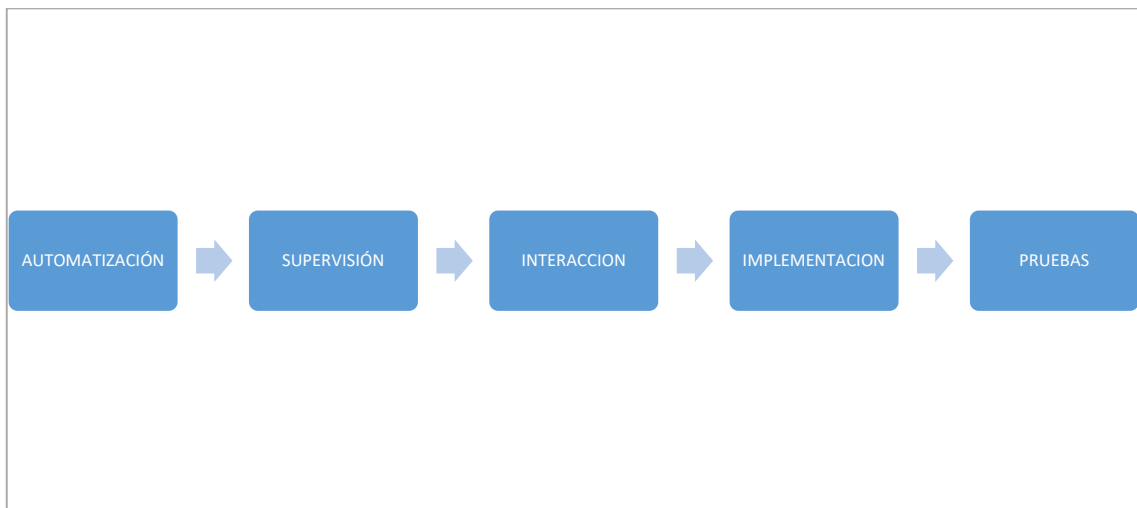 AUTOMATIZACIÓN
SUPERVISIÓN
INTERACCION
IMPLEMENTACION
PRUEBAS